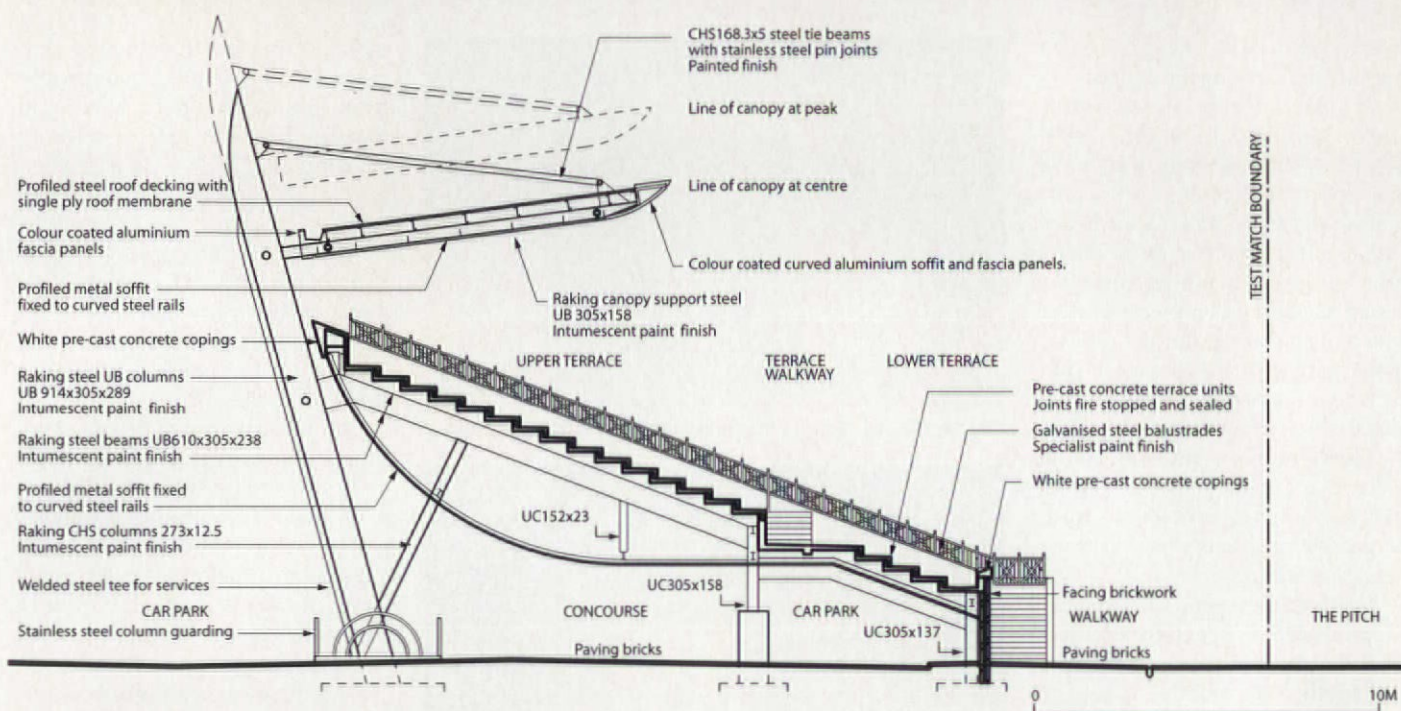 CHS168.3x5 steel tie beams
with stainless steel pin joints
Painted finish
Line of canopy at peak
Line of canopy at centre
Profiled steel roof decking with
single ply roof membrane
Colour coated aluminium
fascia panels
Profiled metal soffit
fixed to curved steel rails
Colour coated curved aluminium soffit and fascia panels.
Raking canopy support steel
UB 305x158
Intumescent paint finish
TEST MATCH BOUNDARY
White pre-cast concrete copings
UPPER TERRACE
TERRACE
WALKWAY
LOWER TERRACE
Raking steel UB columns
UB 914x305x289
Intumescent paint finish
Pre-cast concrete terrace units
Joints fire stopped and sealed
Galvanised steel balustrades
Specialist paint finish
Raking steel beams UB610x305x238
Intumescent paint finish
White pre-cast concrete copings
Profiled metal soffit fixed
to curved steel rails
UC152x23
Raking CHS columns 273x12.5
Intumescent paint finish
Welded steel tee for services
UC305x158
Facing brickwork
CAR PARK
CONCOURSE
CAR PARK
WALKWAY
THE PITCH
Stainless steel column guarding
UC305x137
Paving bricks
Paving bricks
0
10M